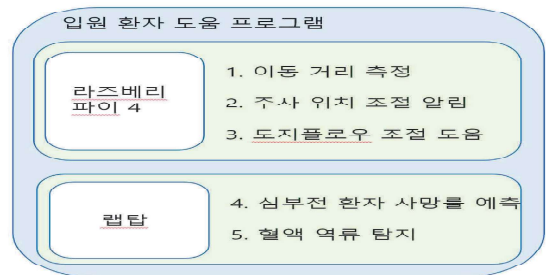 입원 환자 도움 프로그램
라즈베리
파이 4
1. 이동 거리 측정
2. 주사 위치 조절 알림
3. 도지플로우 조절 도움
랩탑
4. 심부전 환자 사망률 예측
5. 혈액 역류 탐지